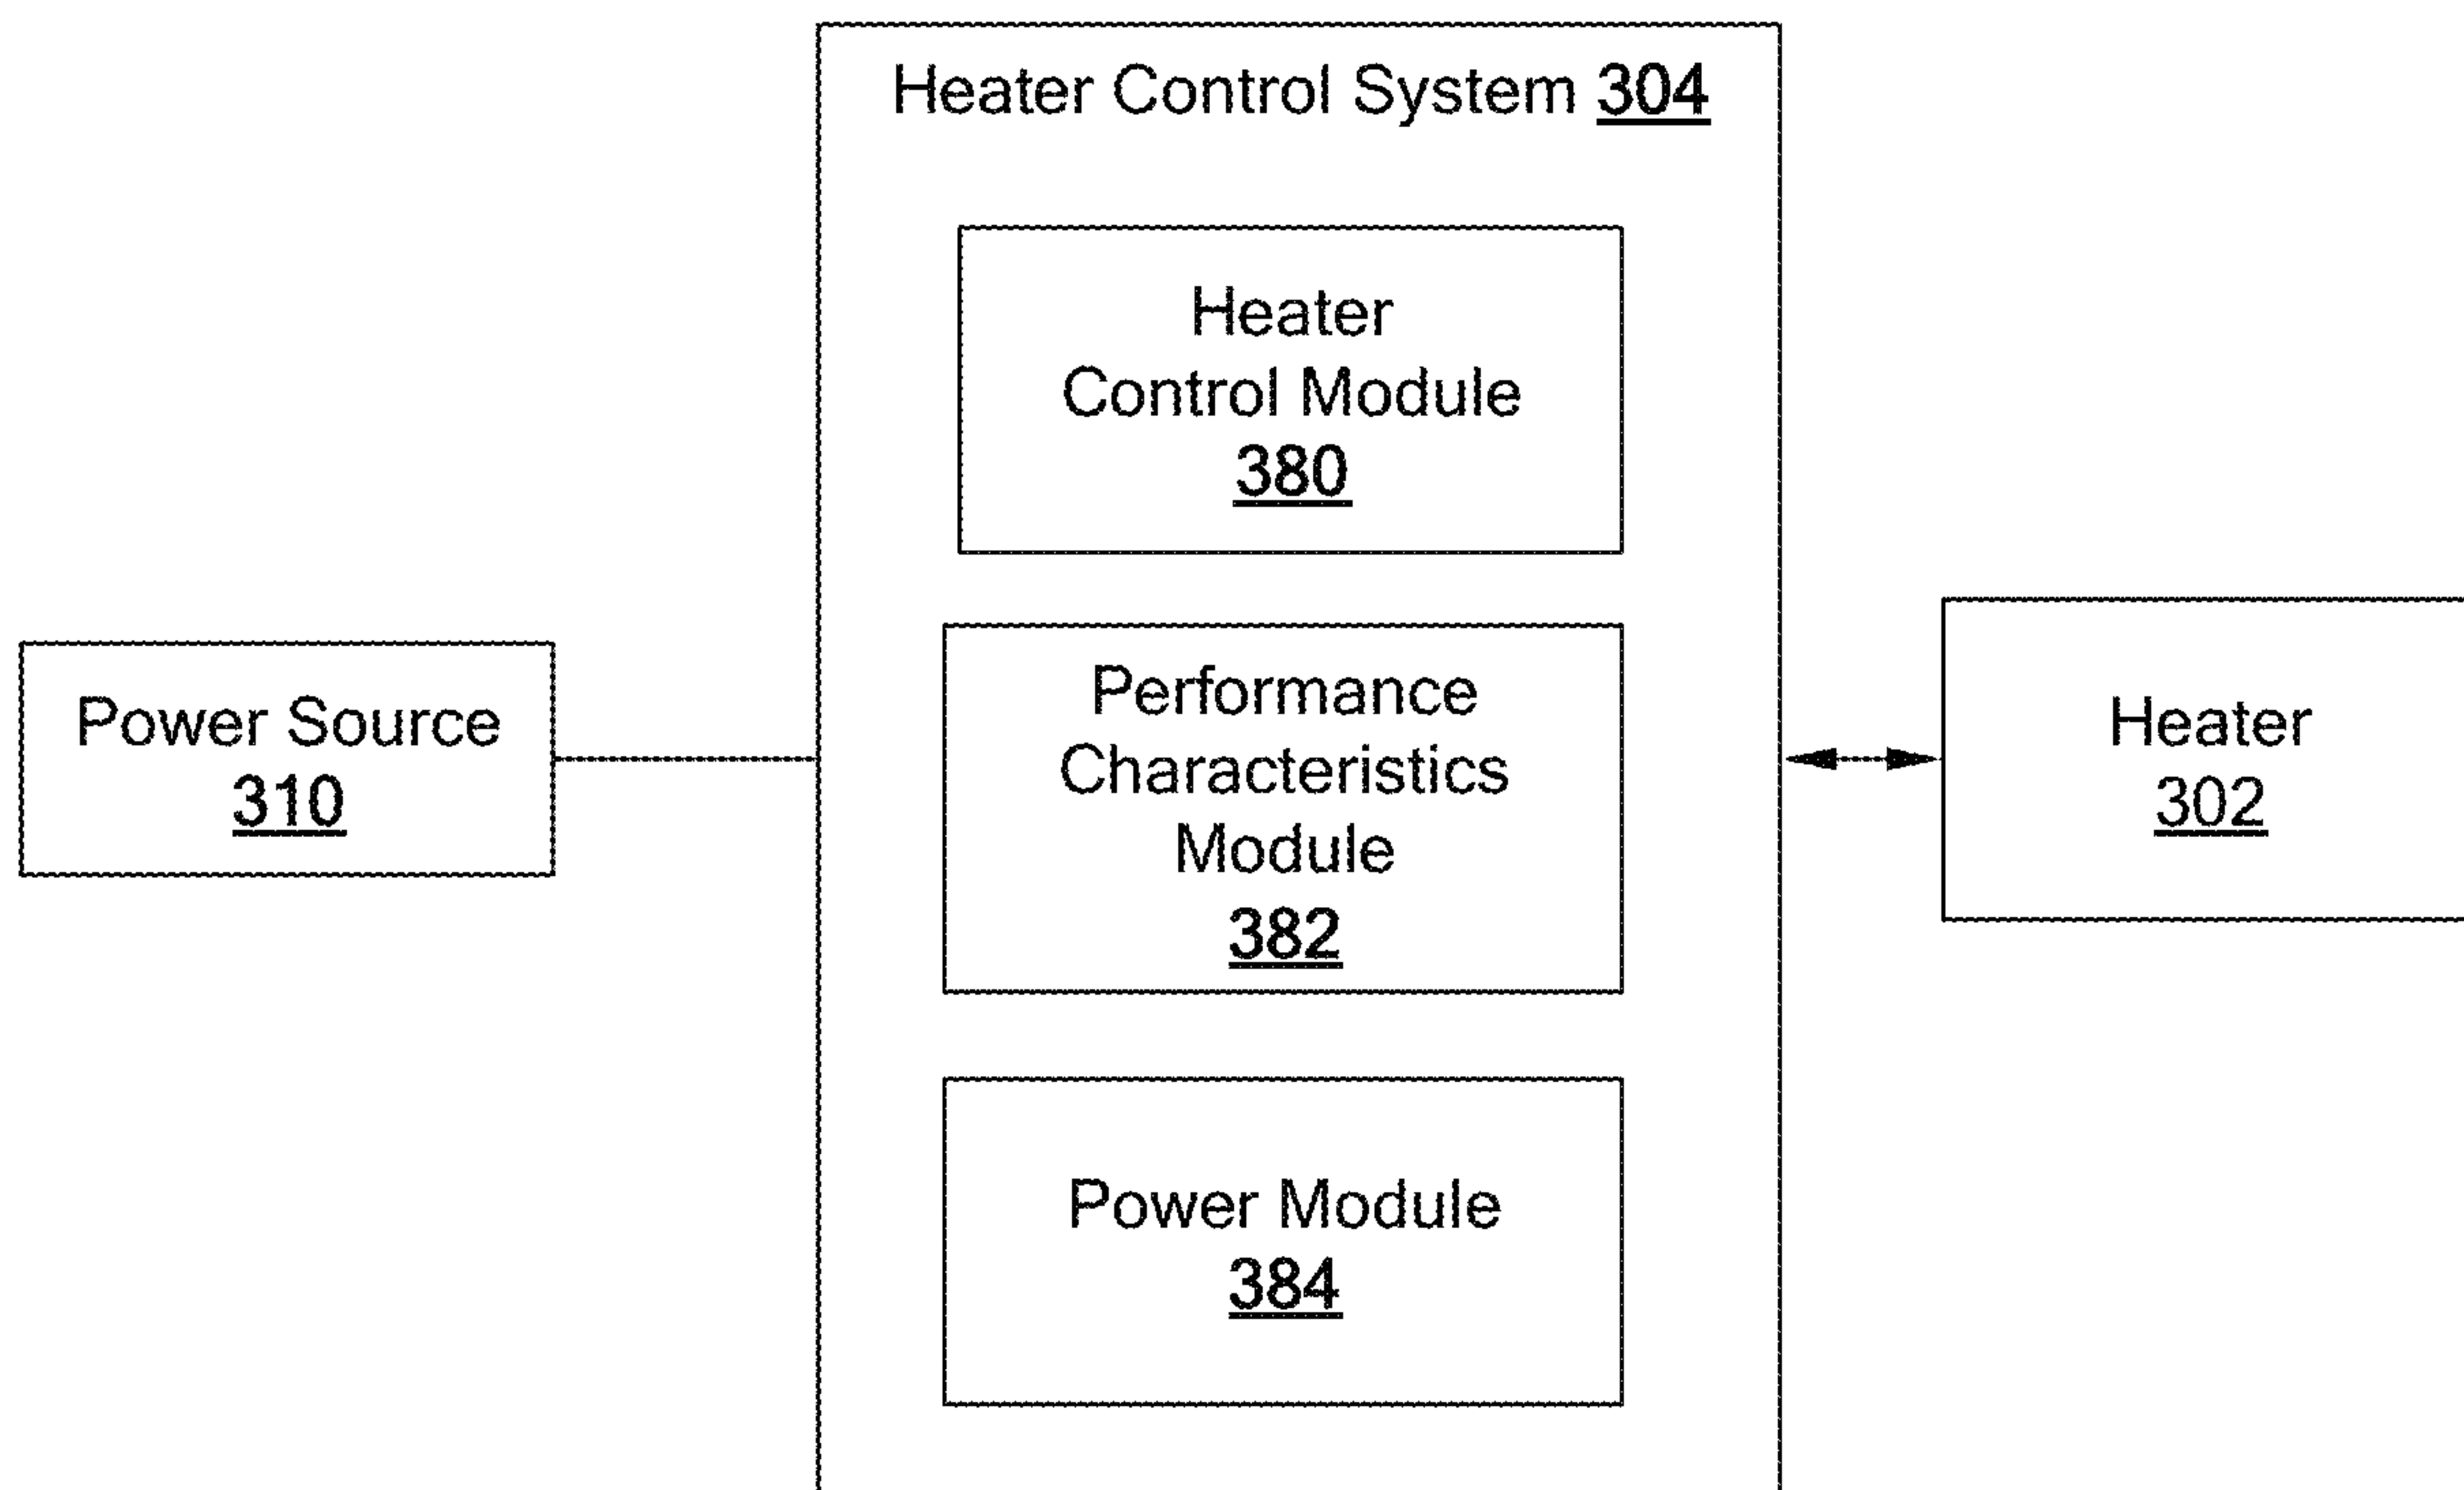 Heater Control System 304
Heater
Control Module
380
Power Source
310
Performance
Characteristics
Module
382
Heater
302
Power Module
384